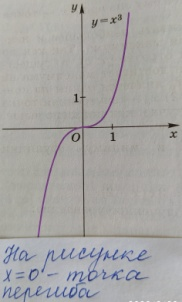 y
y=x³
1
O 1 x
На рисунке
x=0 - точка
перегиба